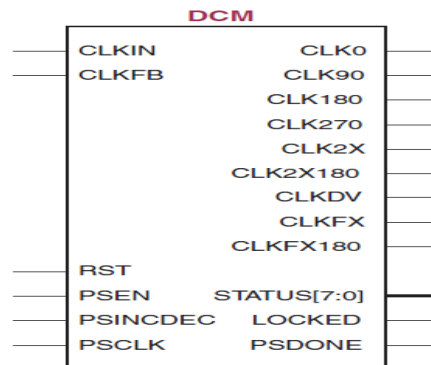 DCM
CLKIN CLK0
CLKFB CLK90
CLK180
CLK270
CLK2X
CLK2X180
CLKDV
CLKFX
CLKFX180
RST
PSEN STATUS[7:0]
PSINCDEC LOCKED
PSCLK PSDONE